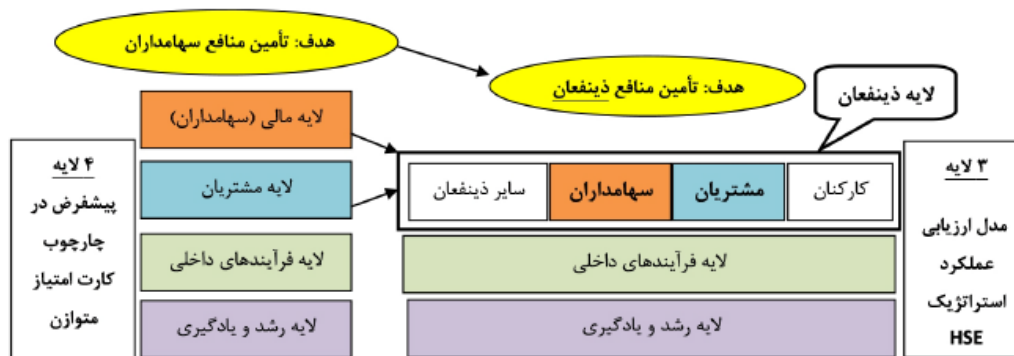 هدف: تأمین منافع سهامداران
هدف: تأمین منافع ذینفعان
لایه ذینفعان
۳ لایه
مدل ارزیابی
عملکرد
استراتژیک
HSE
کارکنان
مشتریان
سهامداران
سایر ذینفعان
لایه فرآیندهای داخلی
لایه رشد و یادگیری
لایه مالی (سهامداران)
لایه مشتریان
لایه فرآیندهای داخلی
لایه رشد و یادگیری
۴ لایه
پیشفرض در
چارچوب
کارت امتیاز
متوازن